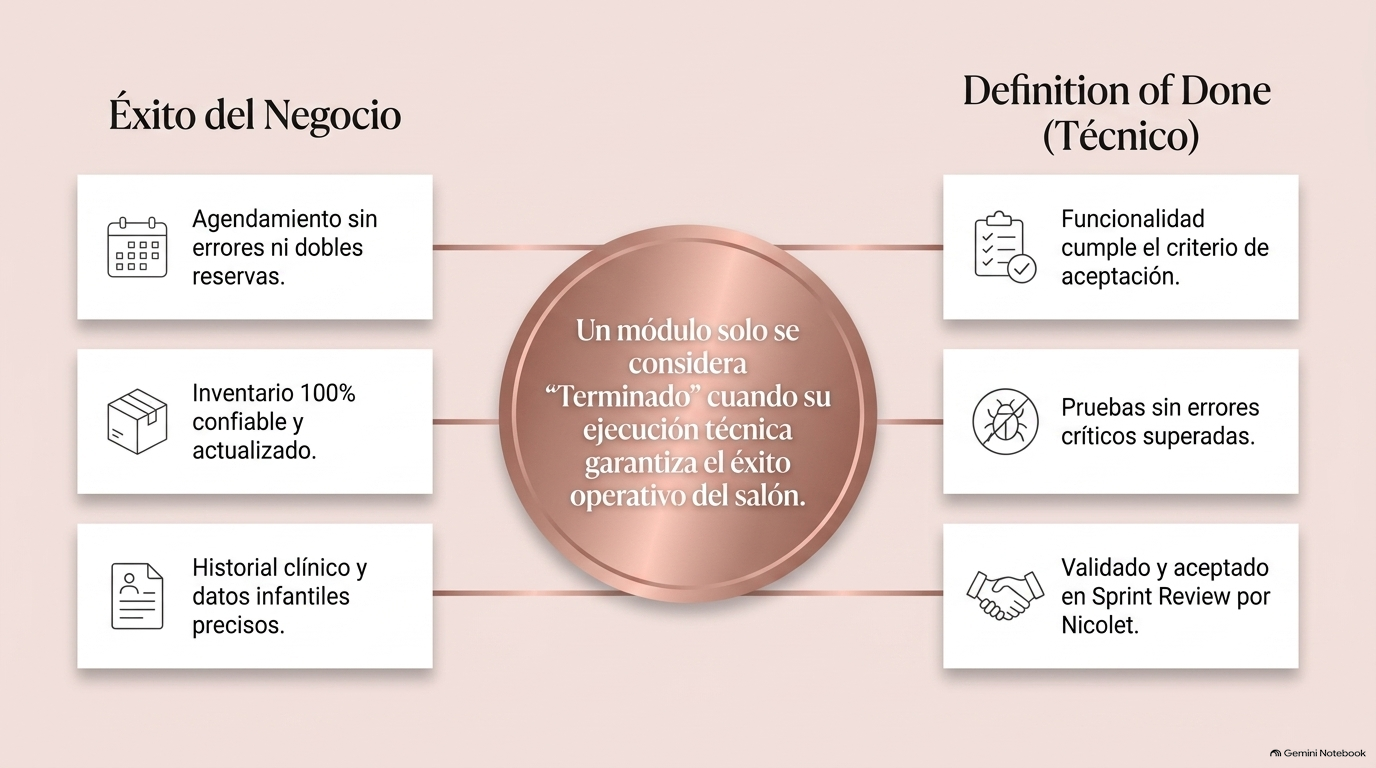 Éxito del Negocio
Agendamiento sin
errores ni dobles
reservas.
Inventario 100%
confiable y
actualizado.
Historial clínico y
datos infantiles
precisos.
Un módulo solo se
considera
“Terminado” cuando su
ejecución técnica
garantiza el éxito
operativo del salón.
Definition of Done
(Técnico)
Funcionalidad
cumple el criterio de
aceptación.
Pruebas sin errores
críticos superadas.
Validado y aceptado
en Sprint Review por
Nicolet.
Gemini Notebook